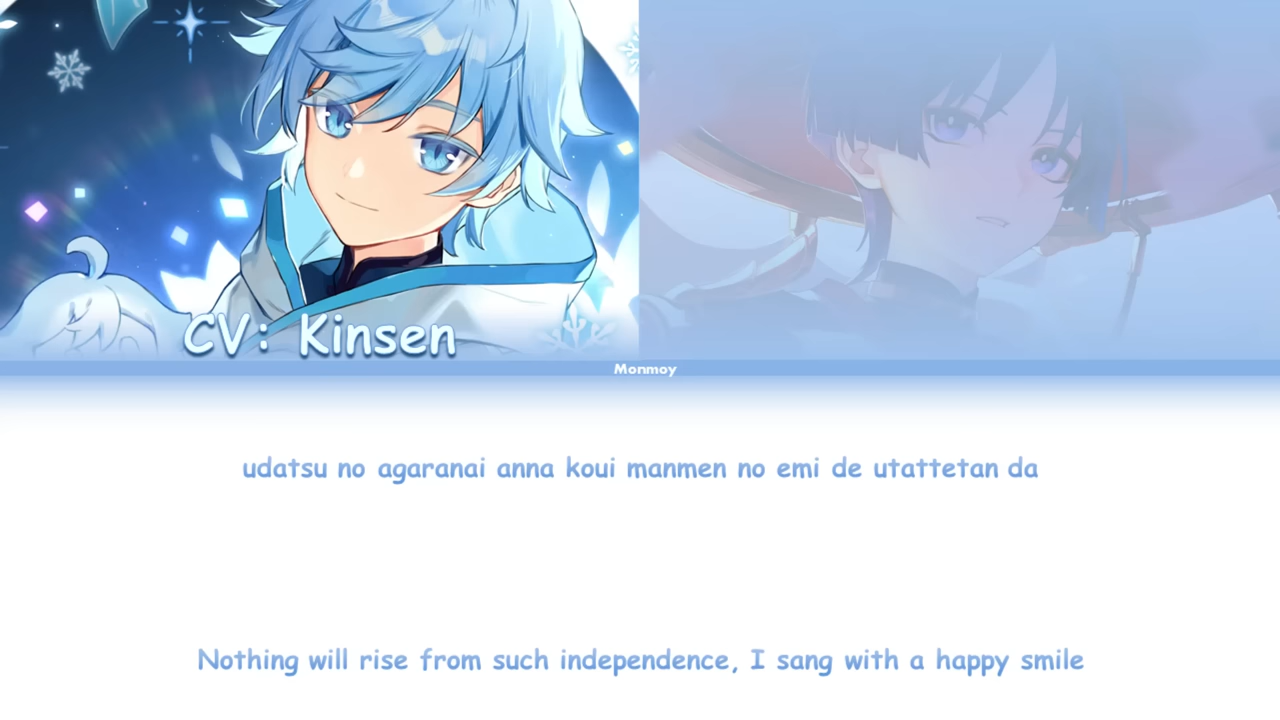 CV: Kinsen
Monmoy
udatsu no agaranai anna koui manmen no emi de utattetan da
Nothing will rise from such independence, I sang with a happy smile